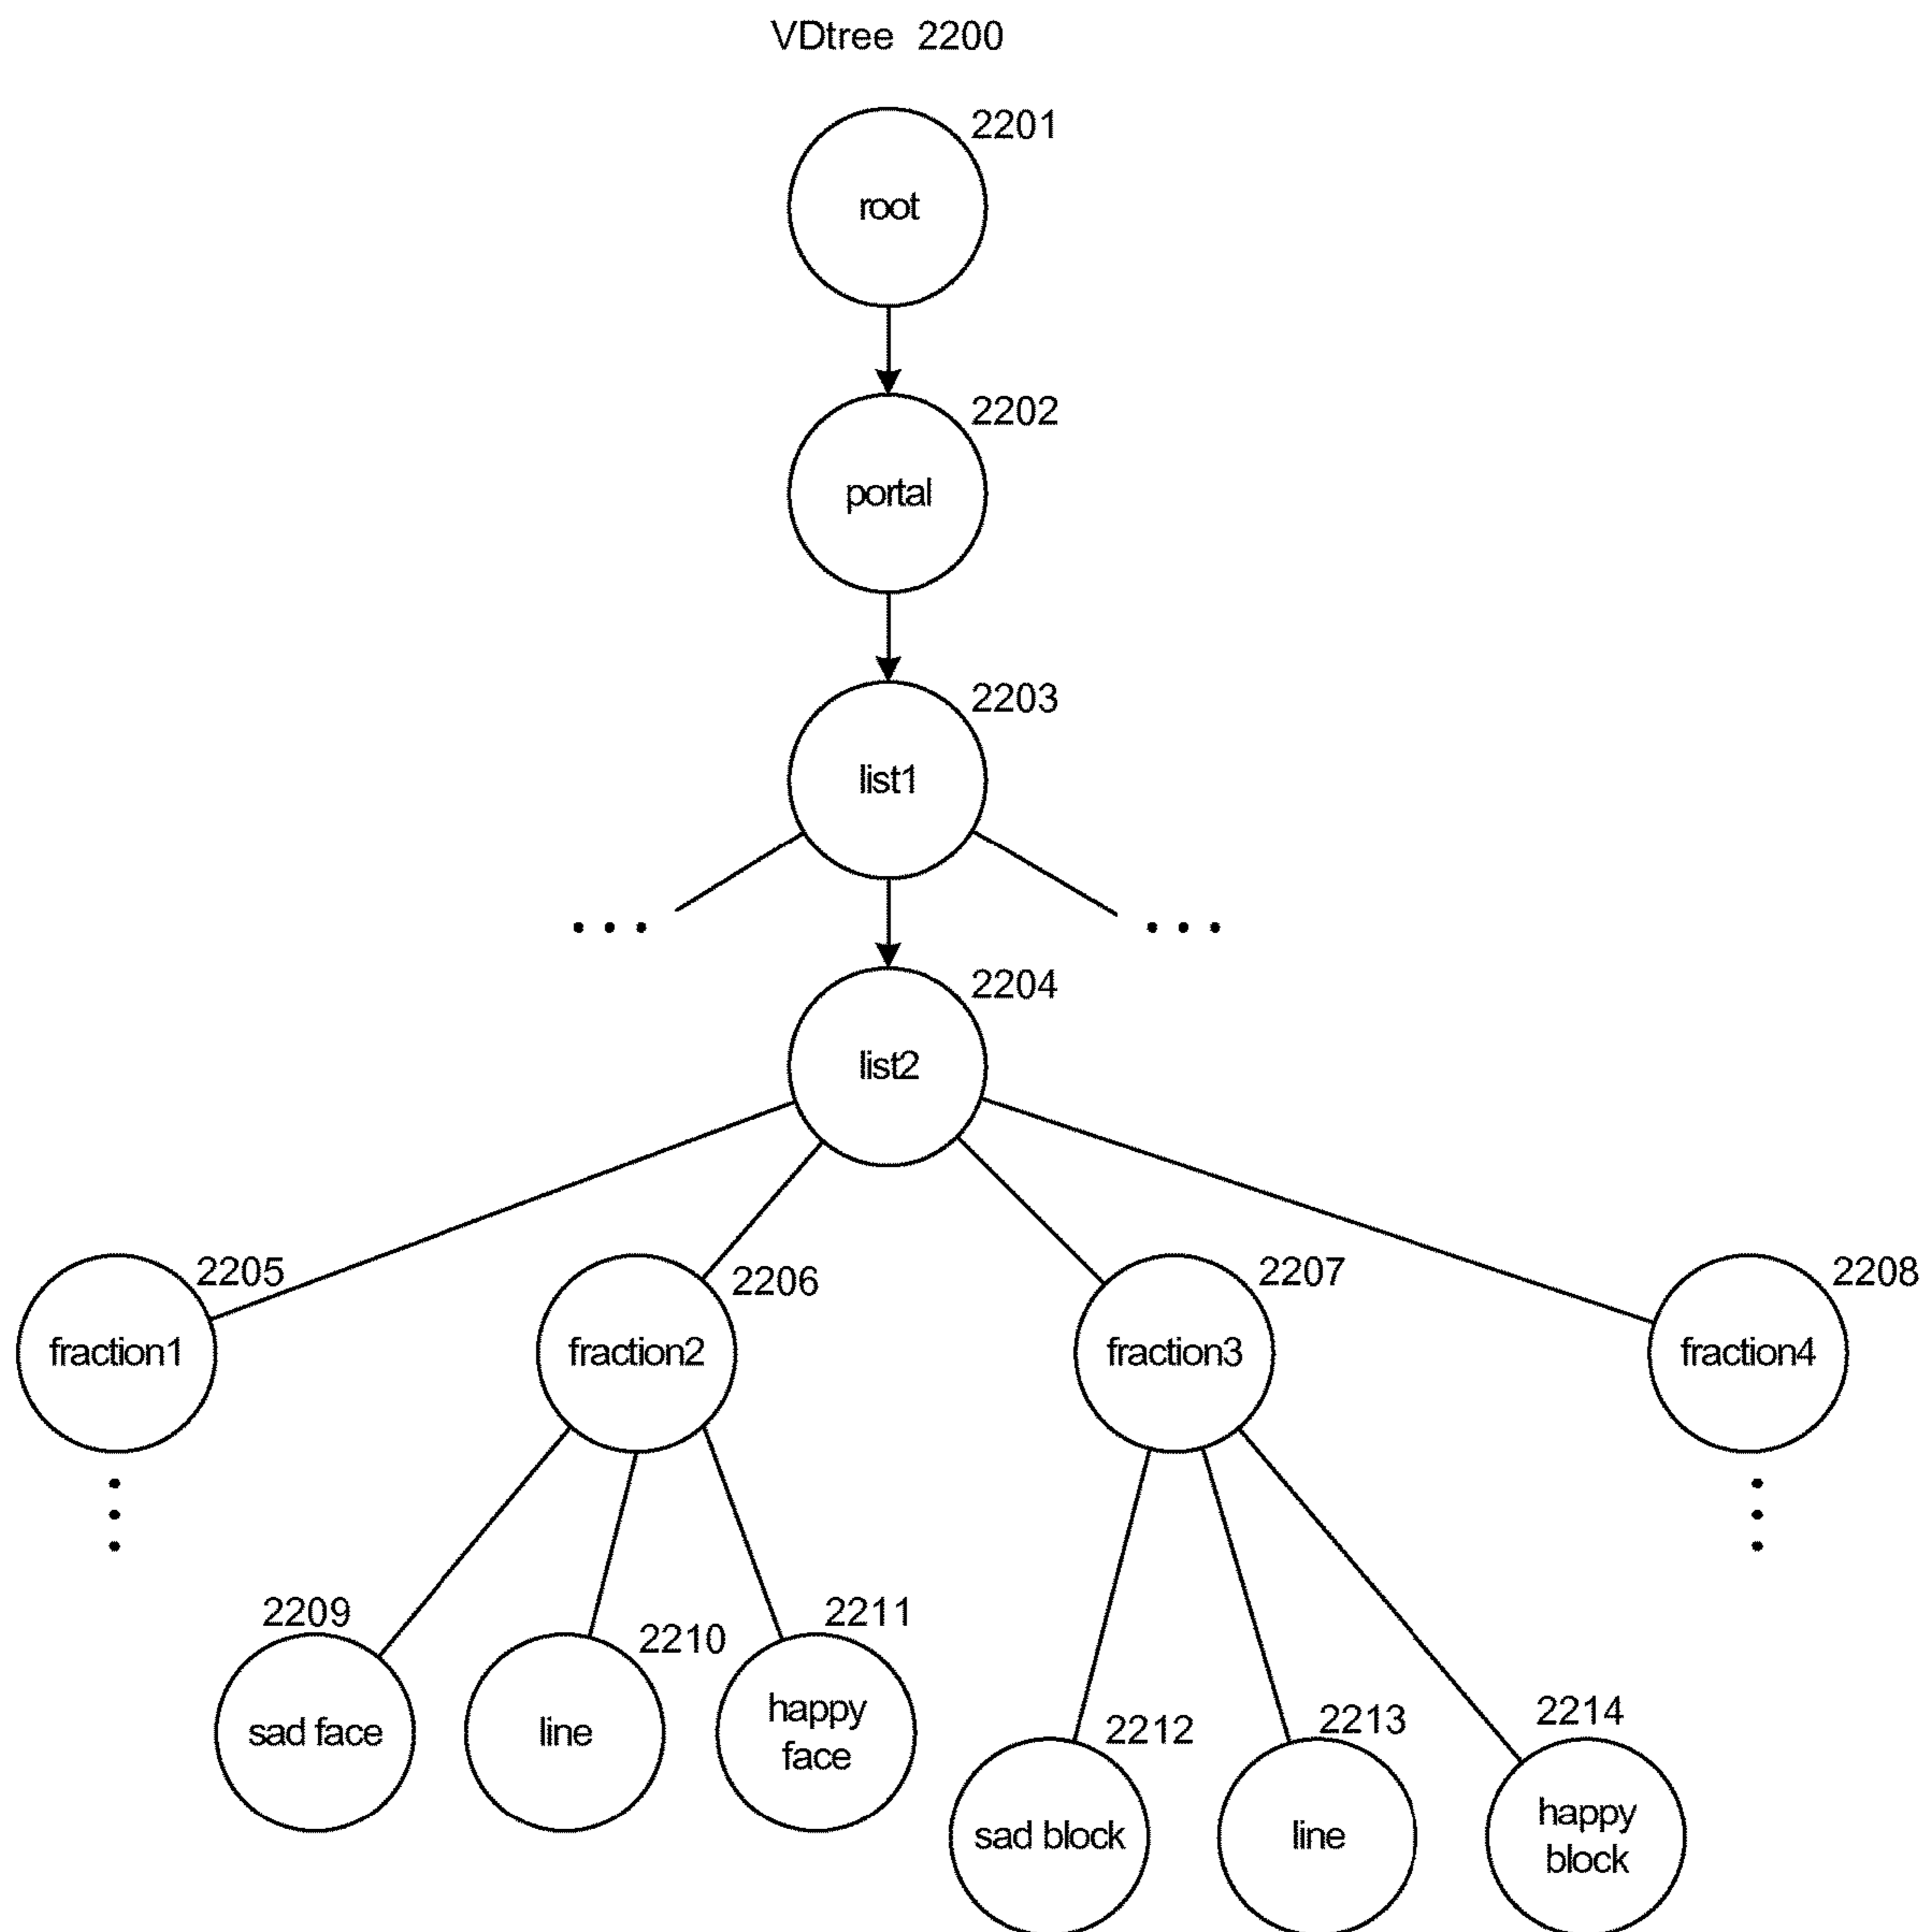 VDtree 2200
2201
root
2202
portal
2203
list1
... ...
2204
list2
2205
2206
2207
2208
fraction1
fraction2
fraction3
fraction4
2209
2210
2211
sad face
line
happy
face
2212
2213
2214
sad block
line
happy
block